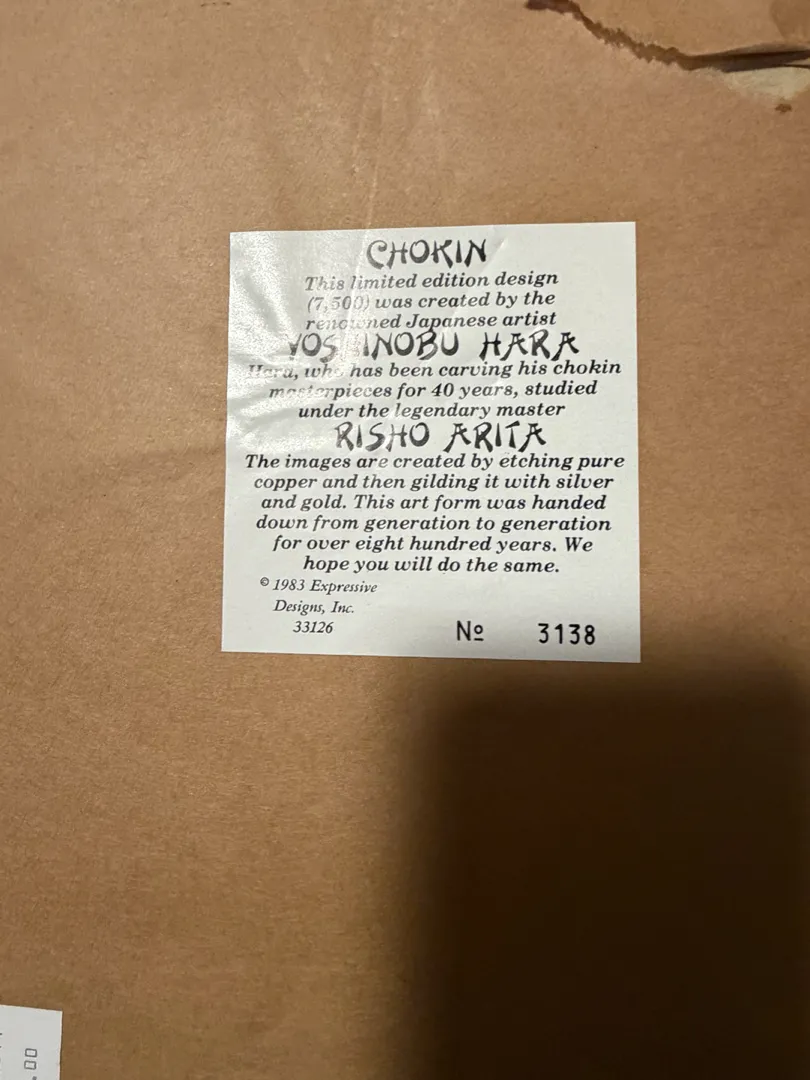 CHOKIN
This limited edition design
(7,500) was created by the
renowned Japanese artist
YOSHINOBU HARA
Hara, who has been carving his chokin
masterpieces for 40 years, studied
under the legendary master
RISHO ARITA
The images are created by etching pure
copper and then gilding it with silver
and gold. This art form was handed
down from generation to generation
for over eight hundred years. We
hope you will do the same.
© 1983 Expressive
Designs, Inc.
33126
Nº 3138
.00